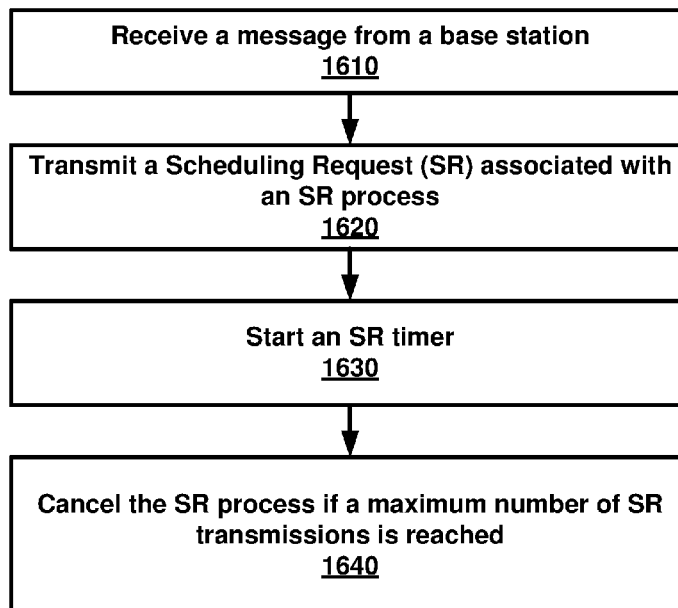 Receive a message from a base station
1610
Transmit a Scheduling Request (SR) associated with
an SR process
1620
Start an SR timer
1630
Cancel the SR process if a maximum number of SR
transmissions is reached
1640